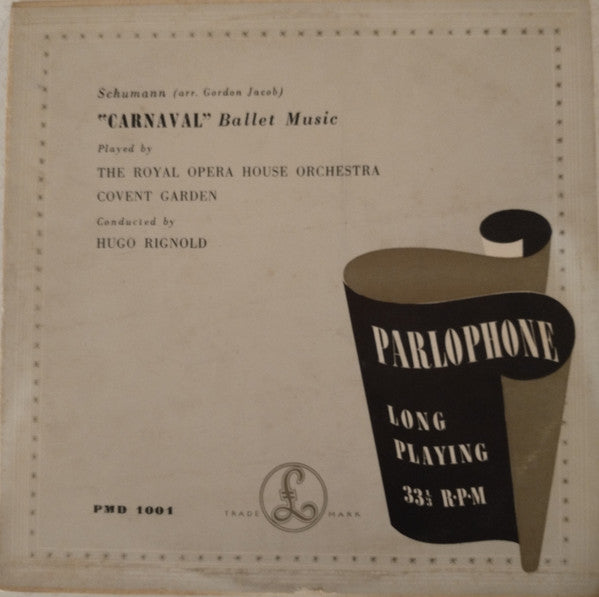 Schumann (arr. Gordon Jacob)
"CARNAVAL" Ballet Music
Played by
THE ROYAL OPERA HOUSE ORCHESTRA
COVENT GARDEN
Conducted by
HUGO RIGNOLD
PARLOPHONE
LONG
PLAYING
33⅓ R·P·M
PMD 1001
TRADE £ MARK